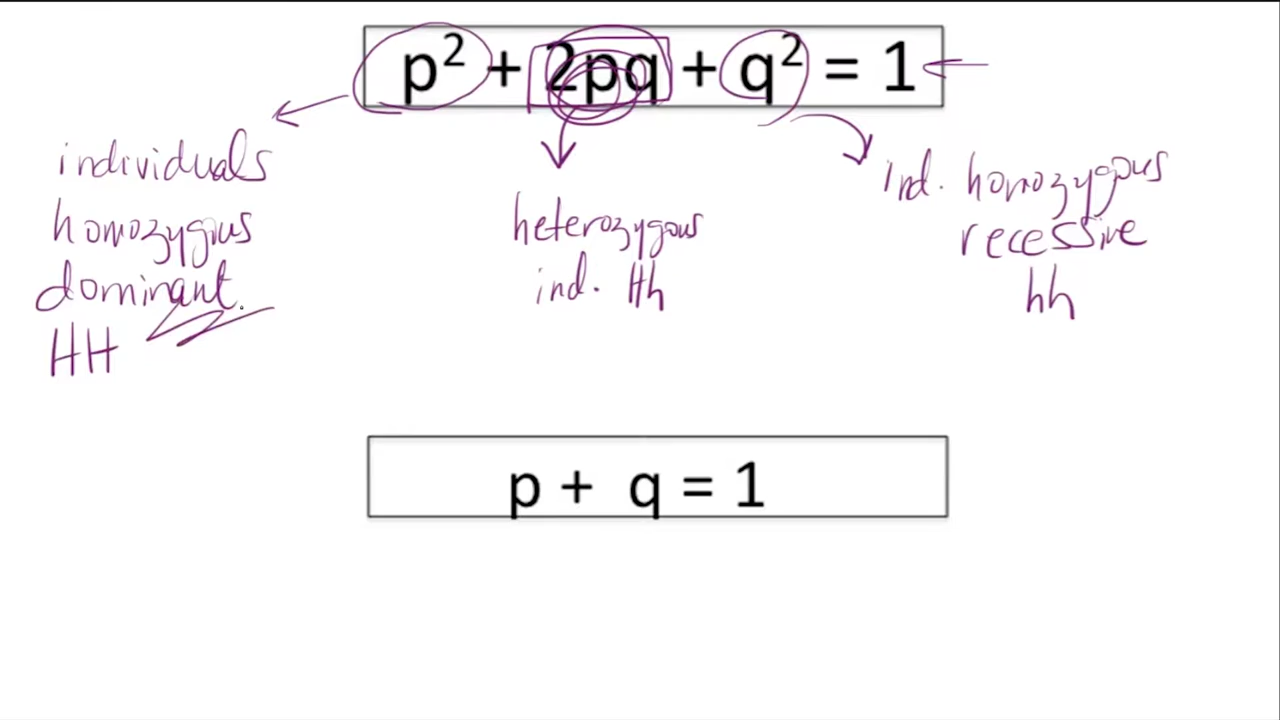 p² + 2pq + q² = 1
individuals
homozygous
dominant
HH
heterozygous
ind. Hh
ind. homozygous
recessive
hh
p + q = 1